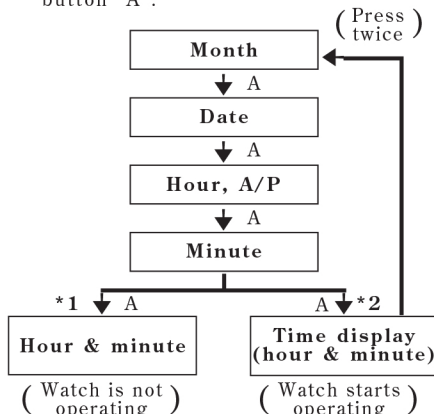 button "A".
(Press
twice)
Month
A
Date
A
Hour, A/P
A
Minute
*1 A
A *2
Hour & minute
Time display
(hour & minute)
(Watch is not
operating)
(Watch starts
operating)